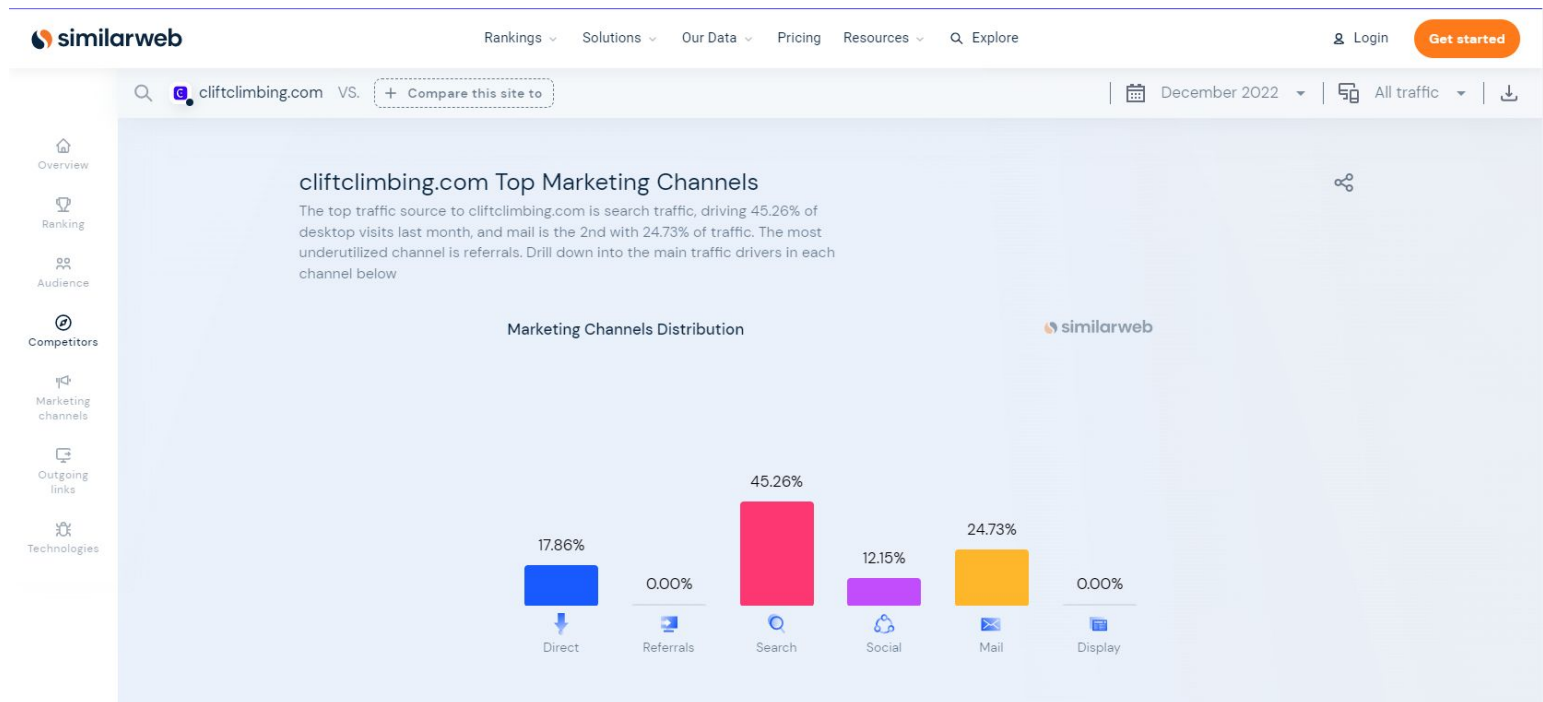 similarweb
Rankings Solutions Our Data Pricing Resources Explore
Login
Get started
cliftclimbing.com VS. + Compare this site to
December 2022
All traffic
Overview
Ranking
Audience
Competitors
Marketing
channels
Outgoing
links
Technologies
cliftclimbing.com Top Marketing Channels
The top traffic source to cliftclimbing.com is search traffic, driving 45.26% of
desktop visits last month, and mail is the 2nd with 24.73% of traffic. The most
underutilized channel is referrals. Drill down into the main traffic drivers in each
channel below
Marketing Channels Distribution
similarweb
17.86%
0.00%
45.26%
12.15%
24.73%
0.00%
Direct
Referrals
Search
Social
Mail
Display